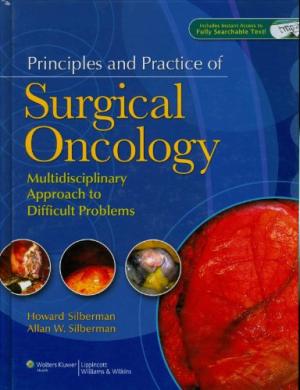 Includes Instant Access to
Fully Searchable Text!
Principles and Practice of
Surgical
Oncology
Multidisciplinary
Approach to
Difficult Problems
Howard Silberman
Allan W. Silberman
Wolters Kluwer
Health
Lippincott
Williams & Wilkins